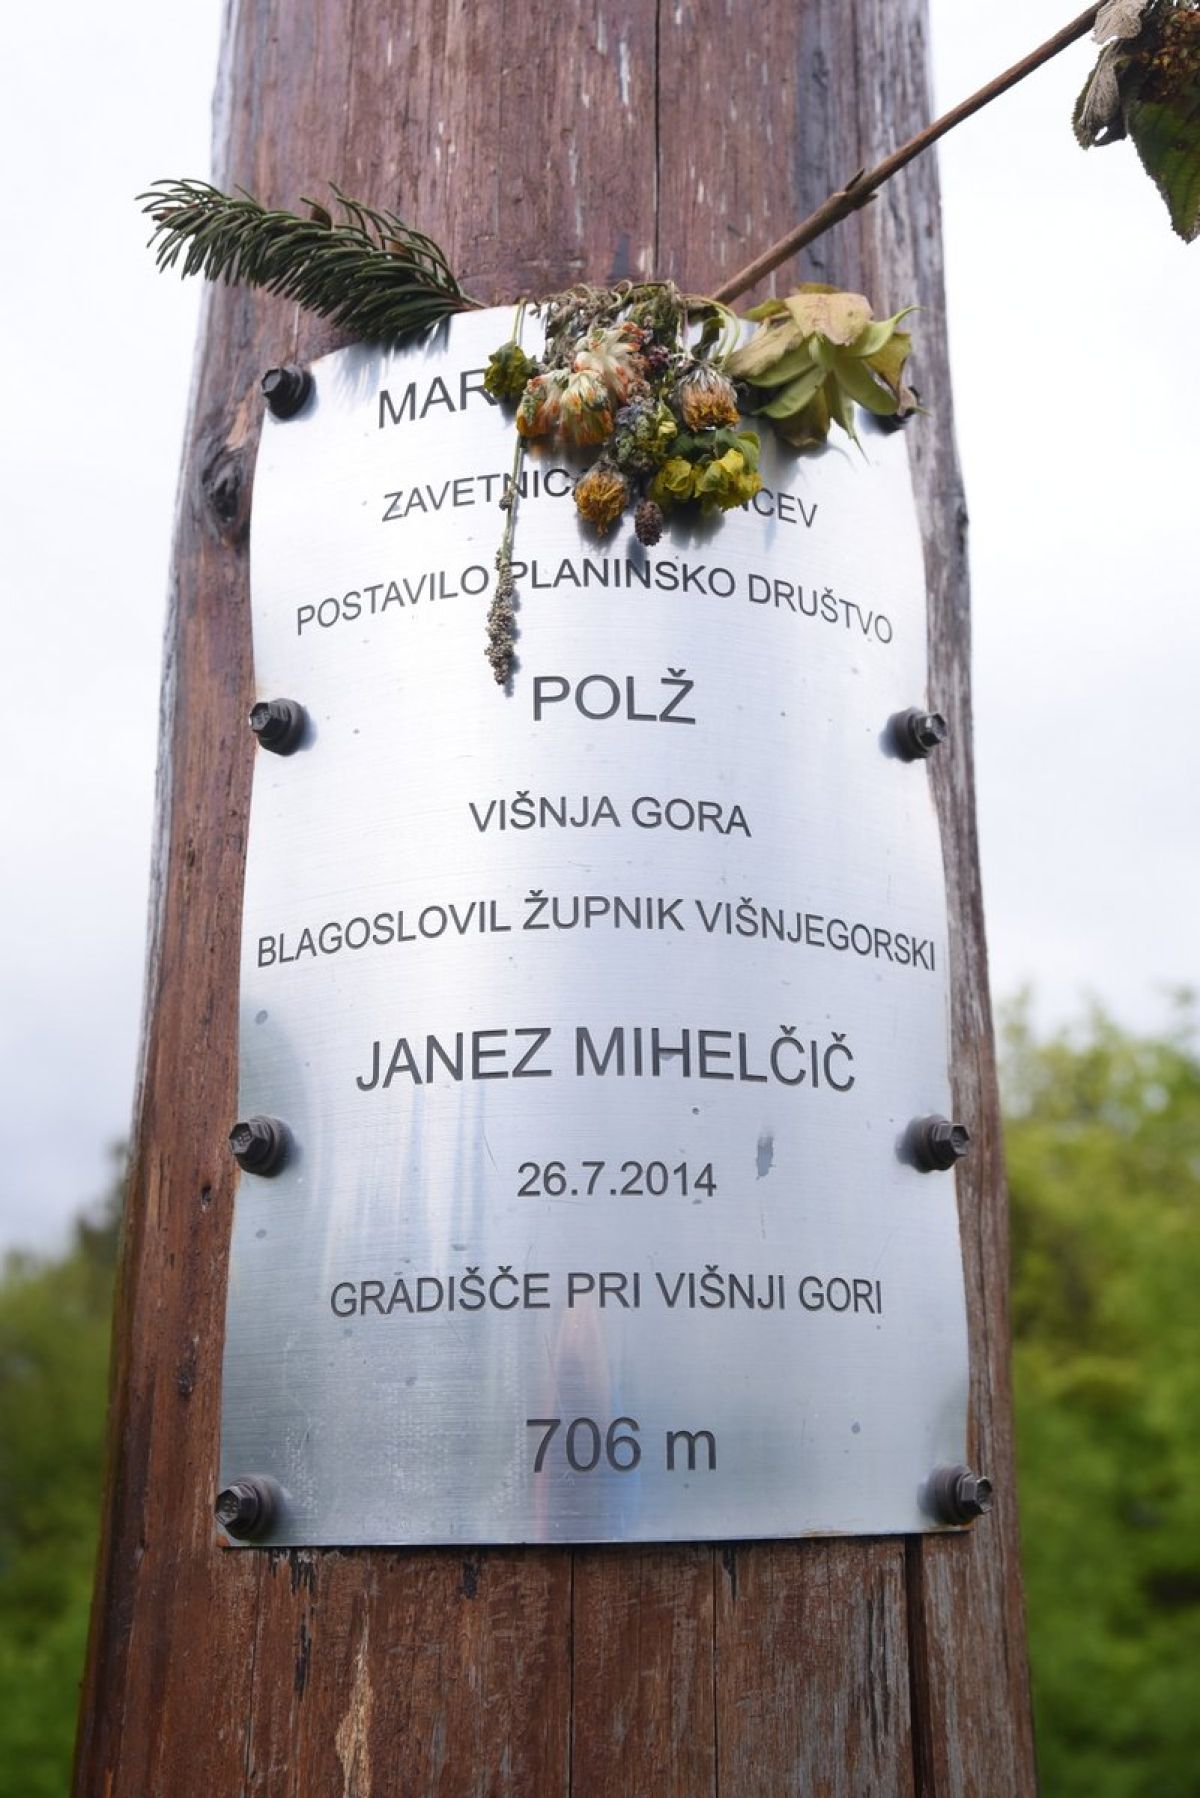 ZAVETNICA
POSTAVILO PLANINSKO DRUŠTVO
POLŽ
VIŠNJA GORA
BLAGOSLOVIL ŽUPNIK VIŠNJEGORSKI
JANEZ MIHELČIČ
26.7.2014
GRADIŠČE PRI VIŠNJI GORI
706 m